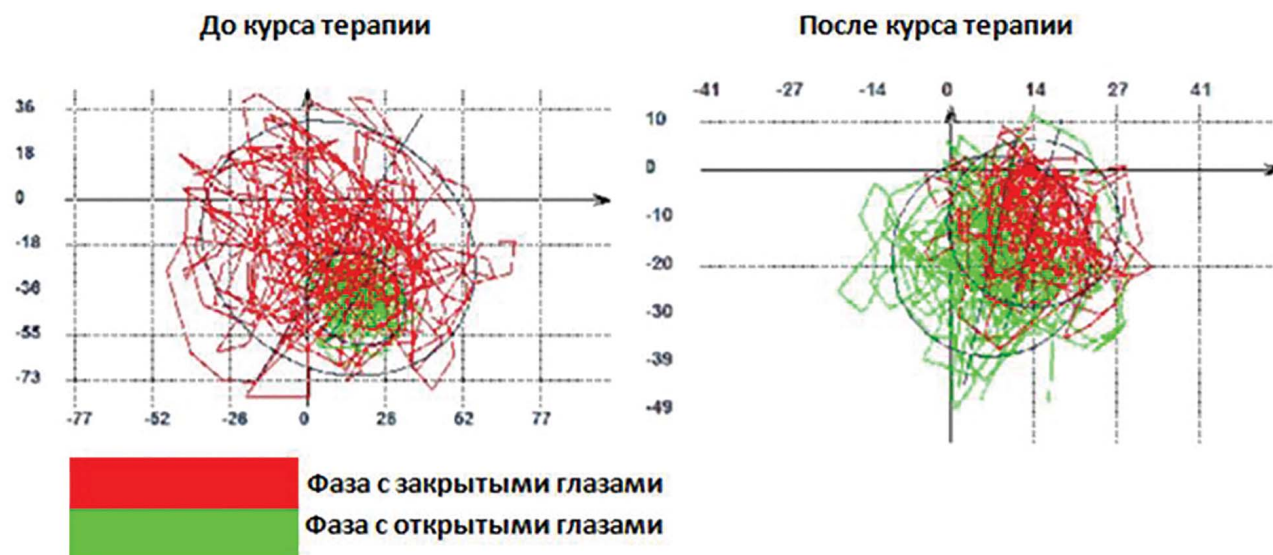 До курса терапии
После курса терапии
36
18
0
-18
-36
-55
-73
-77 -52 -26 0 26 62 77
-41 -27 -14 0 14 27 41
10
0
-10
-20
-30
-39
-49
Фаза с закрытыми глазами
Фаза с открытыми глазами